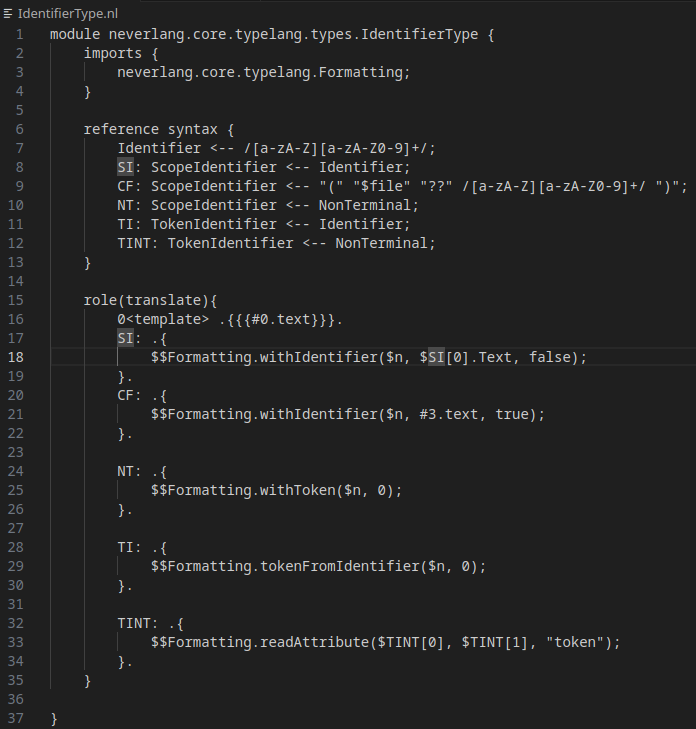 IdentifierType.nl
1 module neverlang.core.typelang.types.IdentifierType {
2     imports {
3         neverlang.core.typelang.Formatting;
4     }
5
6     reference syntax {
7         Identifier <-- /[a-zA-Z][a-zA-Z0-9]+/;
8         SI: ScopeIdentifier <-- Identifier;
9         CF: ScopeIdentifier <-- "(" "$file" "??" /[a-zA-Z][a-zA-Z0-9]+/ ")";
10         NT: ScopeIdentifier <-- NonTerminal;
11         TI: TokenIdentifier <-- Identifier;
12         TINT: TokenIdentifier <-- NonTerminal;
13     }
14
15     role(translate){
16         0<template> .{{{#0.text}}}.
17         SI: .{
18             $$Formatting.withIdentifier($n, $SI[0].Text, false);
19         }.
20         CF: .{
21             $$Formatting.withIdentifier($n, #3.text, true);
22         }.
23
24         NT: .{
25             $$Formatting.withToken($n, 0);
26         }.
27
28         TI: .{
29             $$Formatting.tokenFromIdentifier($n, 0);
30         }.
31
32         TINT: .{
33             $$Formatting.readAttribute($TINT[0], $TINT[1], "token");
34         }.
35     }
36
37 }